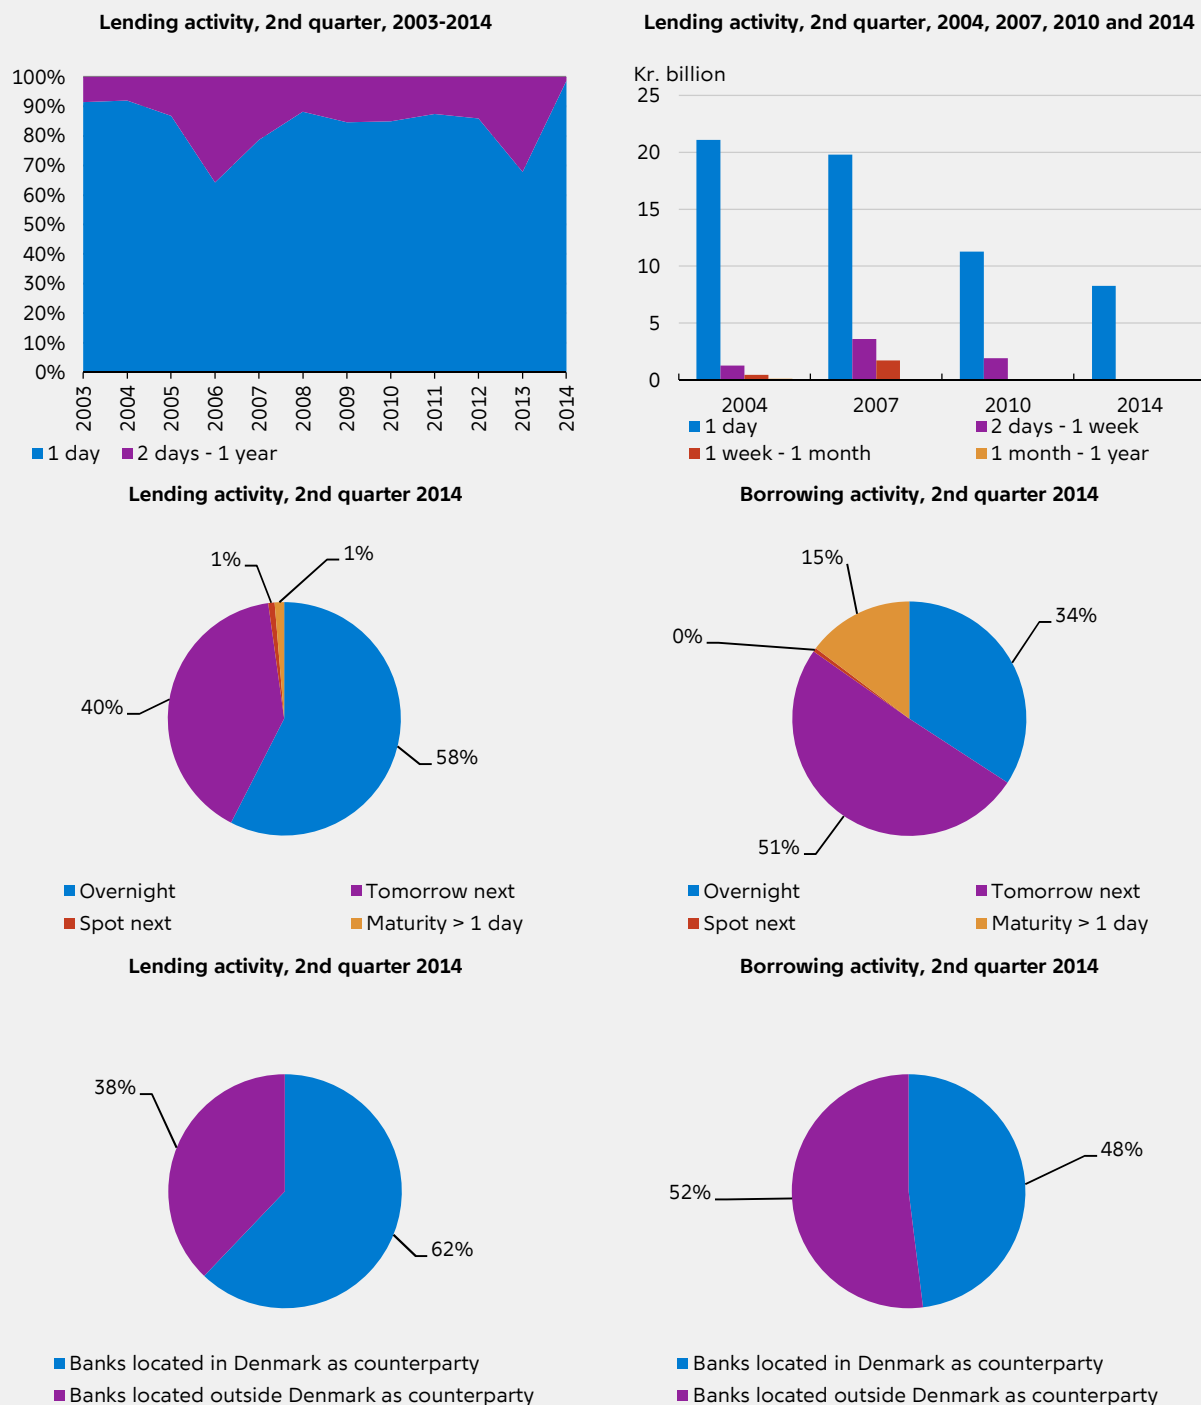 Lending activity, 2nd quarter, 2003-2014
100%
90%
80%
70%
60%
50%
40%
30%
20%
10%
0%
2003 2004 2005 2006 2007 2008 2009 2010 2011 2012 2013 2014
1 day 2 days - 1 year
Lending activity, 2nd quarter, 2004, 2007, 2010 and 2014
Kr. billion
25
20
15
10
5
0
2004 2007 2010 2014
1 day 2 days - 1 week
1 week - 1 month 1 month - 1 year
Lending activity, 2nd quarter 2014
1% 1%
40%
58%
Overnight Tomorrow next
Spot next Maturity > 1 day
Borrowing activity, 2nd quarter 2014
15%
34%
0%
51%
Overnight Tomorrow next
Spot next Maturity > 1 day
Lending activity, 2nd quarter 2014
38%
62%
Banks located in Denmark as counterparty
Banks located outside Denmark as counterparty
Borrowing activity, 2nd quarter 2014
48%
52%
Banks located in Denmark as counterparty
Banks located outside Denmark as counterparty